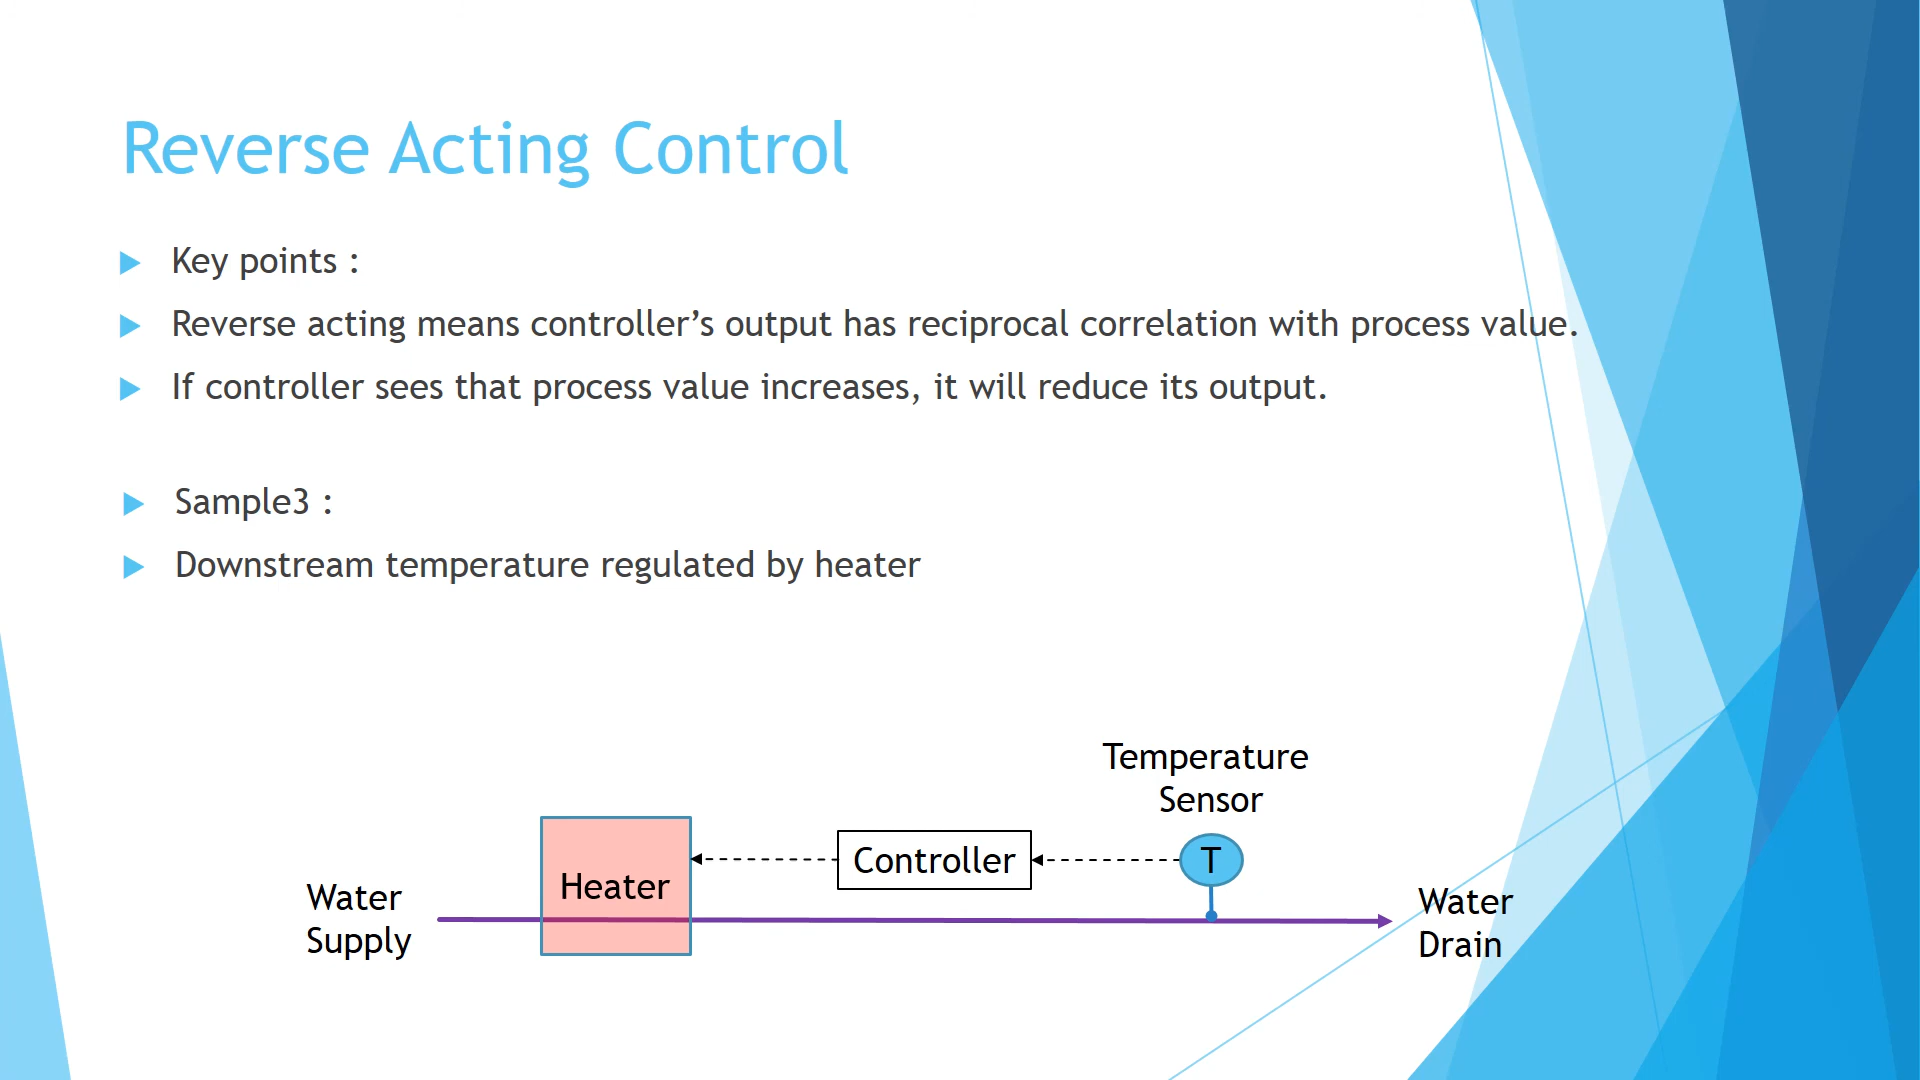 Reverse Acting Control
Key points :
Reverse acting means controller’s output has reciprocal correlation with process value.
If controller sees that process value increases, it will reduce its output.
Sample3 :
Downstream temperature regulated by heater
Temperature
Sensor
Heater
Controller
T
Water
Supply
Water
Drain